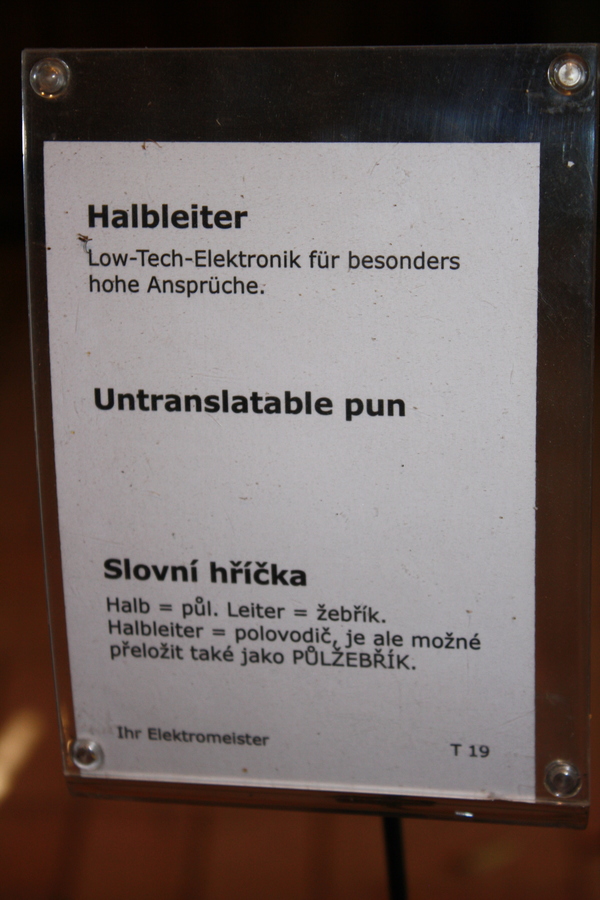 Halbleiter
Low-Tech-Elektronik für besonders
hohe Ansprüche.
Untranslatable pun
Slovní hříčka
Halb = půl. Leiter = žebřík.
Halbleiter = polovodič, je ale možné
přeložit také jako PŮLŽEBŘÍK.
Ihr Elektromeister
T 19